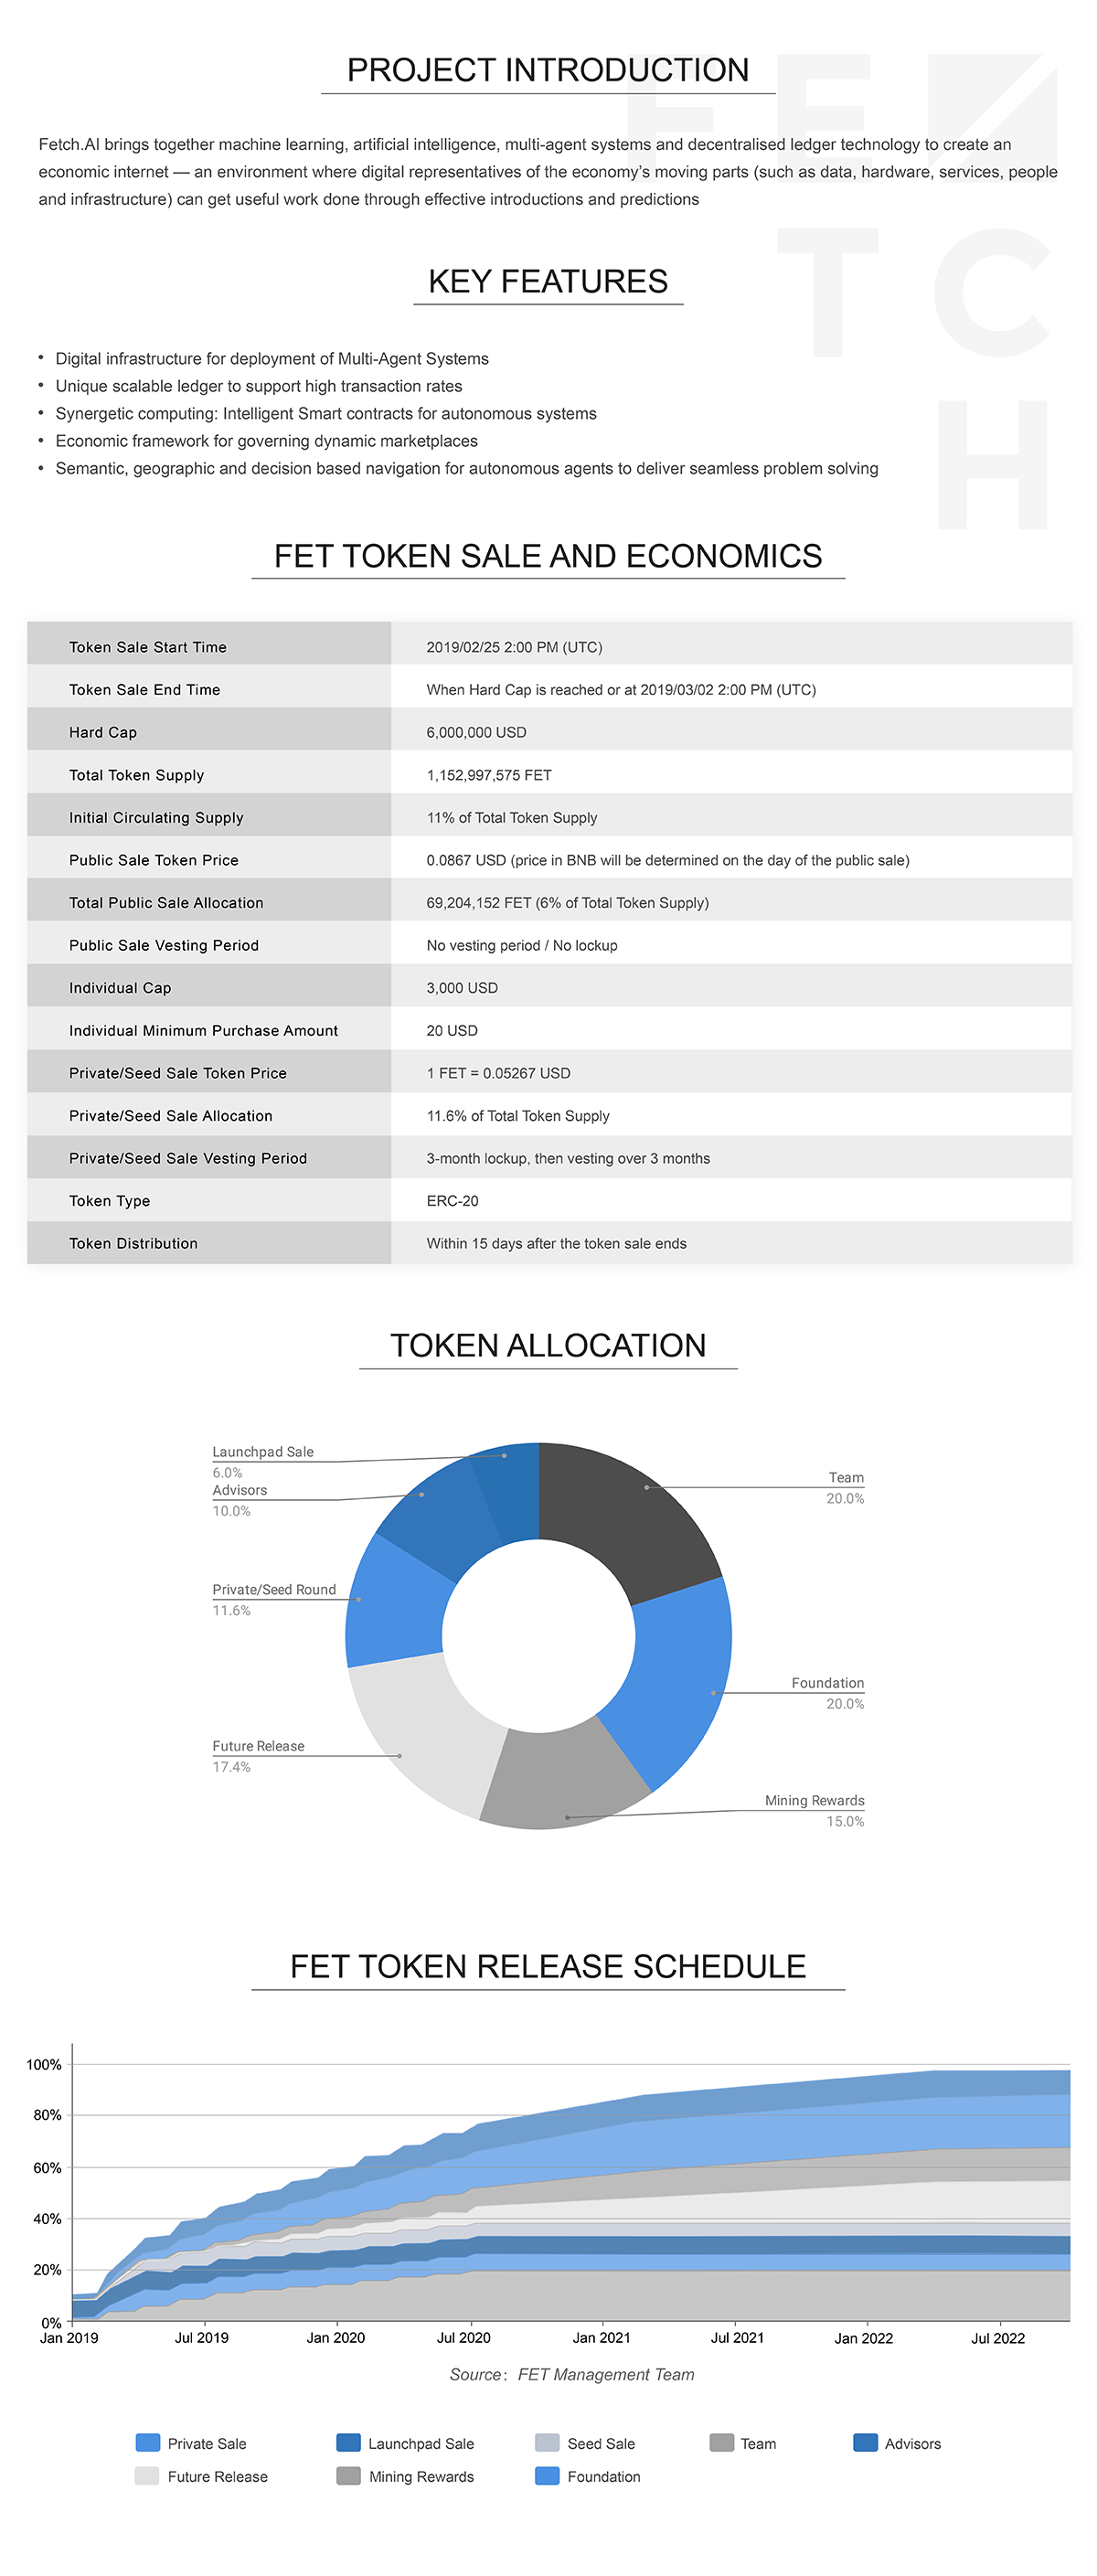 FE
TC
H
PROJECT INTRODUCTION
Fetch.AI brings together machine learning, artificial intelligence, multi-agent systems and decentralised ledger technology to create an
economic internet — an environment where digital representatives of the economy’s moving parts (such as data, hardware, services, people
and infrastructure) can get useful work done through effective introductions and predictions
KEY FEATURES
• Digital infrastructure for deployment of Multi-Agent Systems
• Unique scalable ledger to support high transaction rates
• Synergetic computing: Intelligent Smart contracts for autonomous systems
• Economic framework for governing dynamic marketplaces
• Semantic, geographic and decision based navigation for autonomous agents to deliver seamless problem solving
FET TOKEN SALE AND ECONOMICS
Token Sale Start Time 2019/02/25 2:00 PM (UTC)
Token Sale End Time When Hard Cap is reached or at 2019/03/02 2:00 PM (UTC)
Hard Cap 6,000,000 USD
Total Token Supply 1,152,997,575 FET
Initial Circulating Supply 11% of Total Token Supply
Public Sale Token Price 0.0867 USD (price in BNB will be determined on the day of the public sale)
Total Public Sale Allocation 69,204,152 FET (6% of Total Token Supply)
Public Sale Vesting Period No vesting period / No lockup
Individual Cap 3,000 USD
Individual Minimum Purchase Amount 20 USD
Private/Seed Sale Token Price 1 FET = 0.05267 USD
Private/Seed Sale Allocation 11.6% of Total Token Supply
Private/Seed Sale Vesting Period 3-month lockup, then vesting over 3 months
Token Type ERC-20
Token Distribution Within 15 days after the token sale ends
TOKEN ALLOCATION
Launchpad Sale
6.0%
Advisors
10.0%
Private/Seed Round
11.6%
Future Release
17.4%
Team
20.0%
Foundation
20.0%
Mining Rewards
15.0%
FET TOKEN RELEASE SCHEDULE
100%
80%
60%
40%
20%
0%
Jan 2019 Jul 2019 Jan 2020 Jul 2020 Jan 2021 Jul 2021 Jan 2022 Jul 2022
Source: FET Management Team
Private Sale Launchpad Sale Seed Sale Team Advisors
Future Release Mining Rewards Foundation